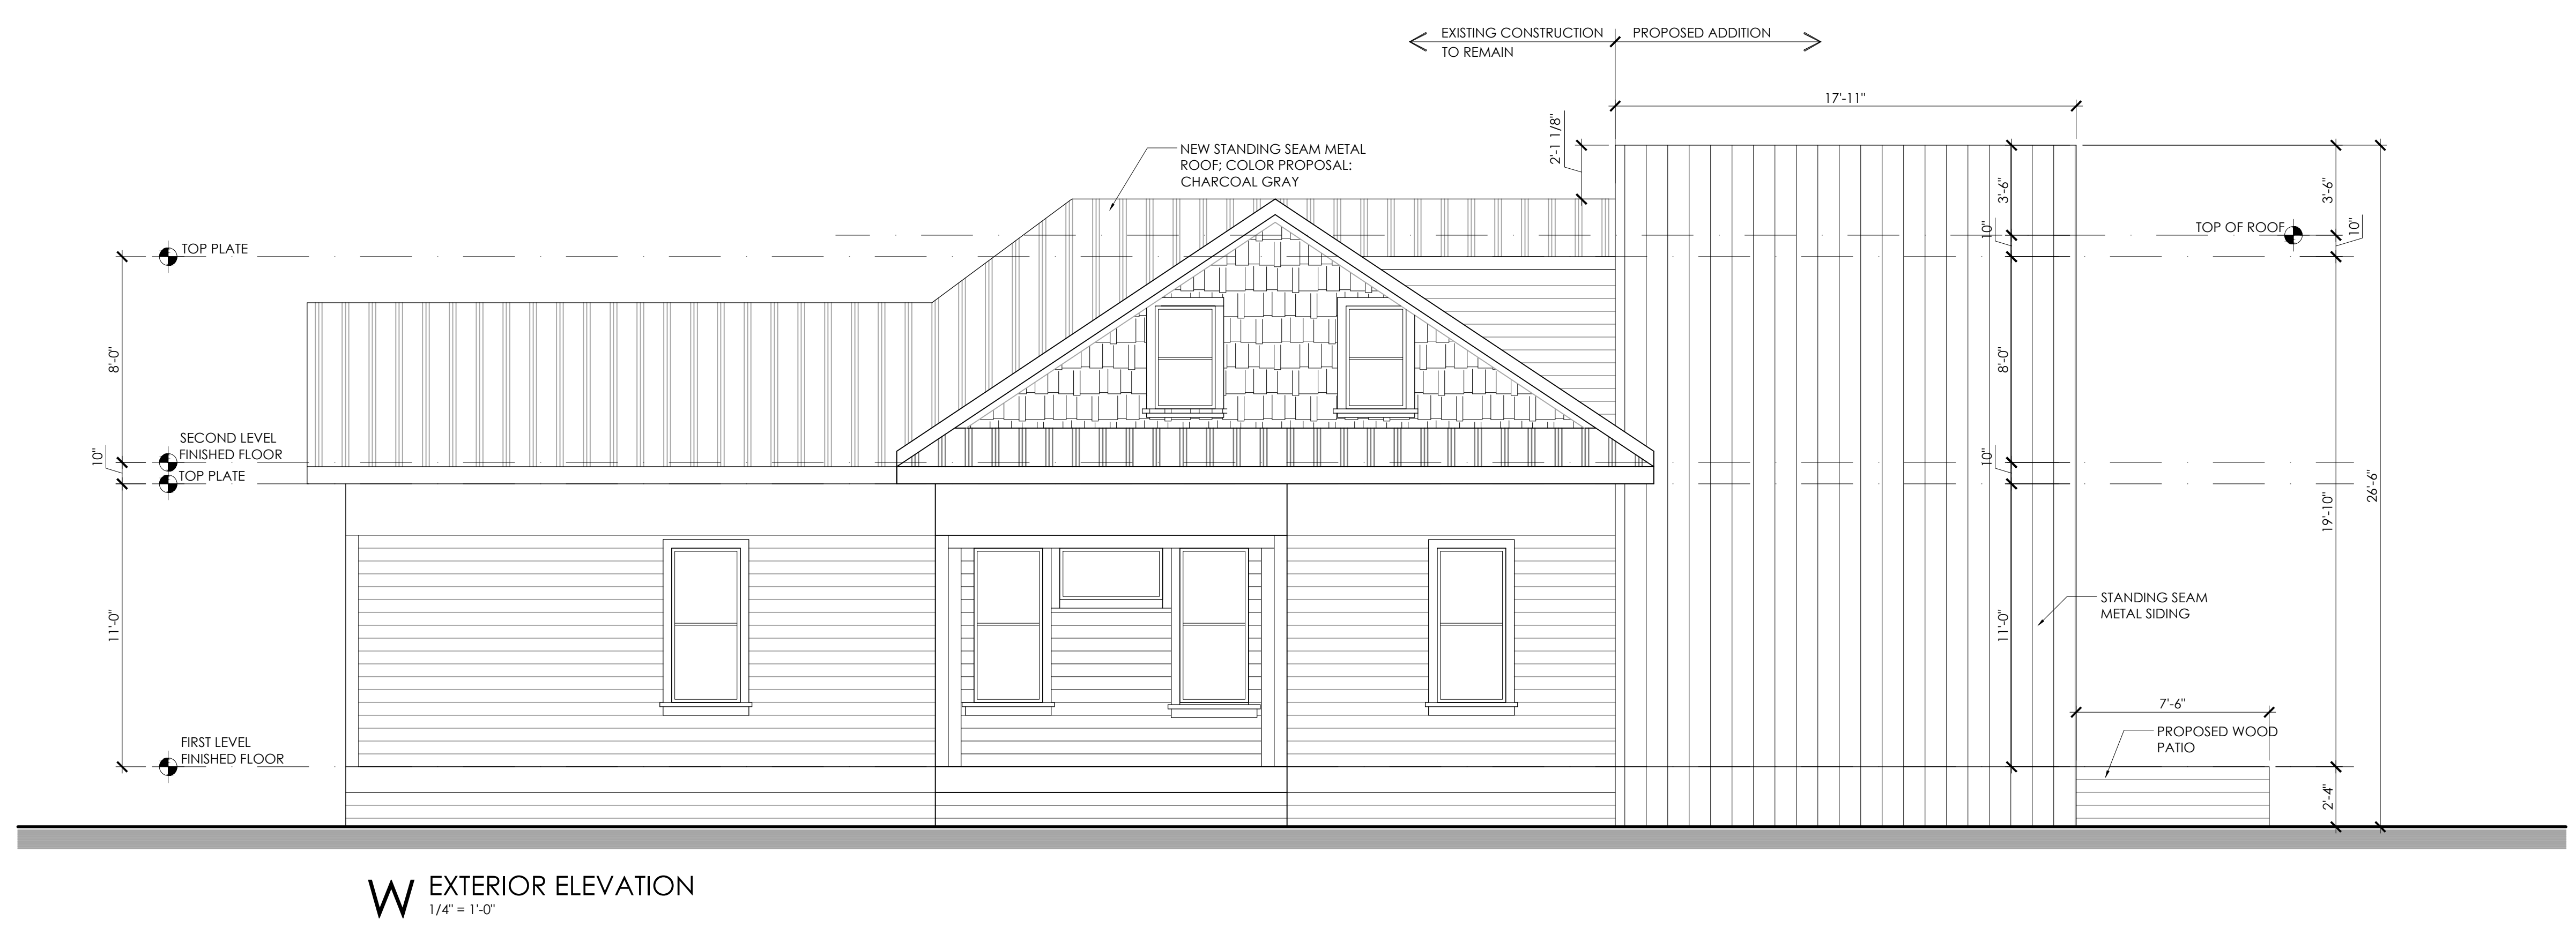 EXISTING CONSTRUCTION
TO REMAIN
PROPOSED ADDITION
17'-11"
2'-1 1/8"
NEW STANDING SEAM METAL
ROOF; COLOR PROPOSAL:
CHARCOAL GRAY
3'-6"
3'-6"
10"
TOP OF ROOF
10"
TOP PLATE
8'-0"
8'-0"
SECOND LEVEL
FINISHED FLOOR
10"
10"
TOP PLATE
26'-6"
19'-10"
11'-0"
11'-0"
STANDING SEAM
METAL SIDING
7'-6"
PROPOSED WOOD
PATIO
FIRST LEVEL
FINISHED FLOOR
2'-4"
W
EXTERIOR ELEVATION
1/4" = 1'-0"